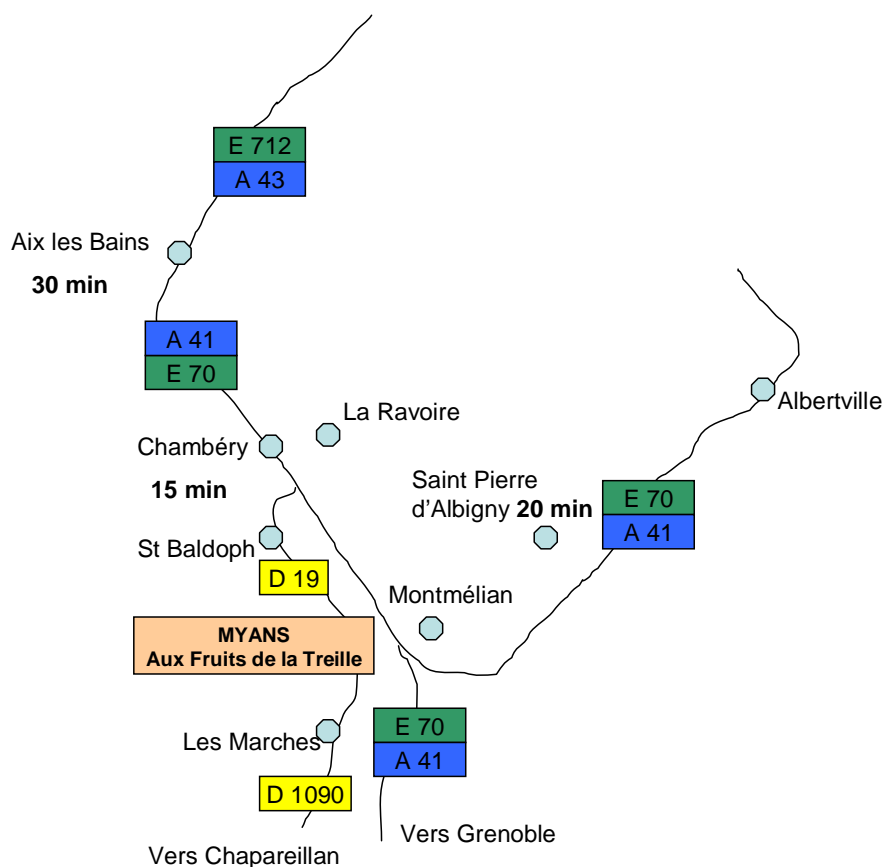 E 712
A 43
Aix les Bains
30 min
A 41
E 70
La Ravoire
Albertville
Chambéry
15 min
Saint Pierre
d'Albigny 20 min
E 70
A 41
St Baldoph
D 19
Montmélian
MYANS
Aux Fruits de la Treille
Les Marches
E 70
A 41
D 1090
Vers Grenoble
Vers Chapareillan